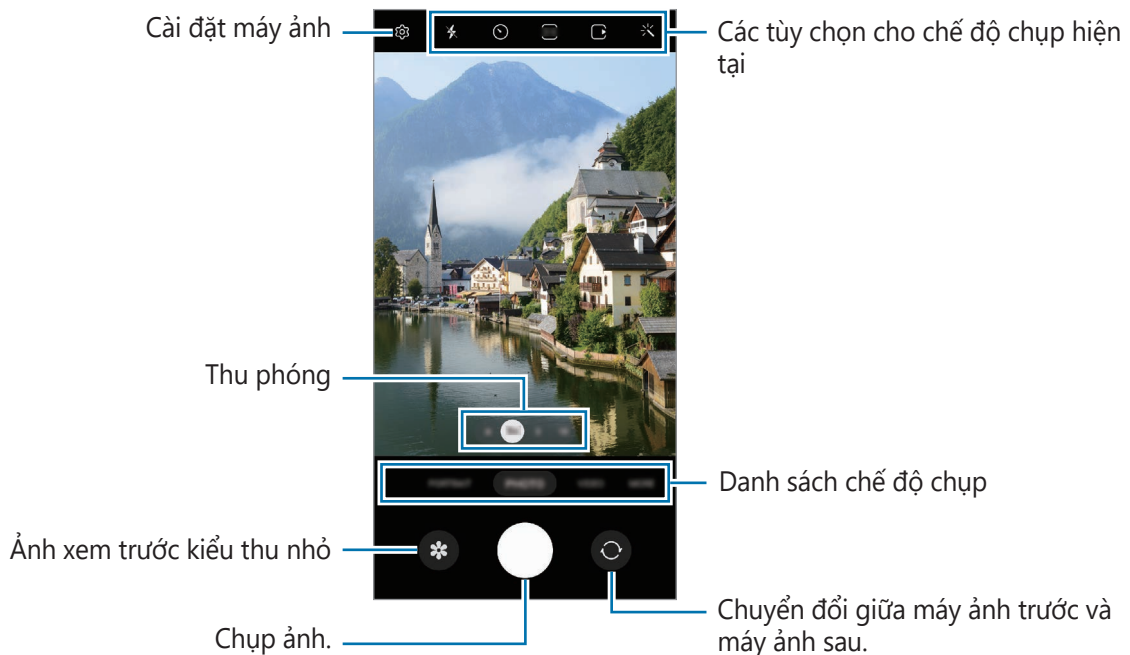 Cài đặt máy ảnh
Các tùy chọn cho chế độ chụp hiện
tại
Thu phóng
Danh sách chế độ chụp
Ảnh xem trước kiểu thu nhỏ
Chụp ảnh.
Chuyển đổi giữa máy ảnh trước và
máy ảnh sau.